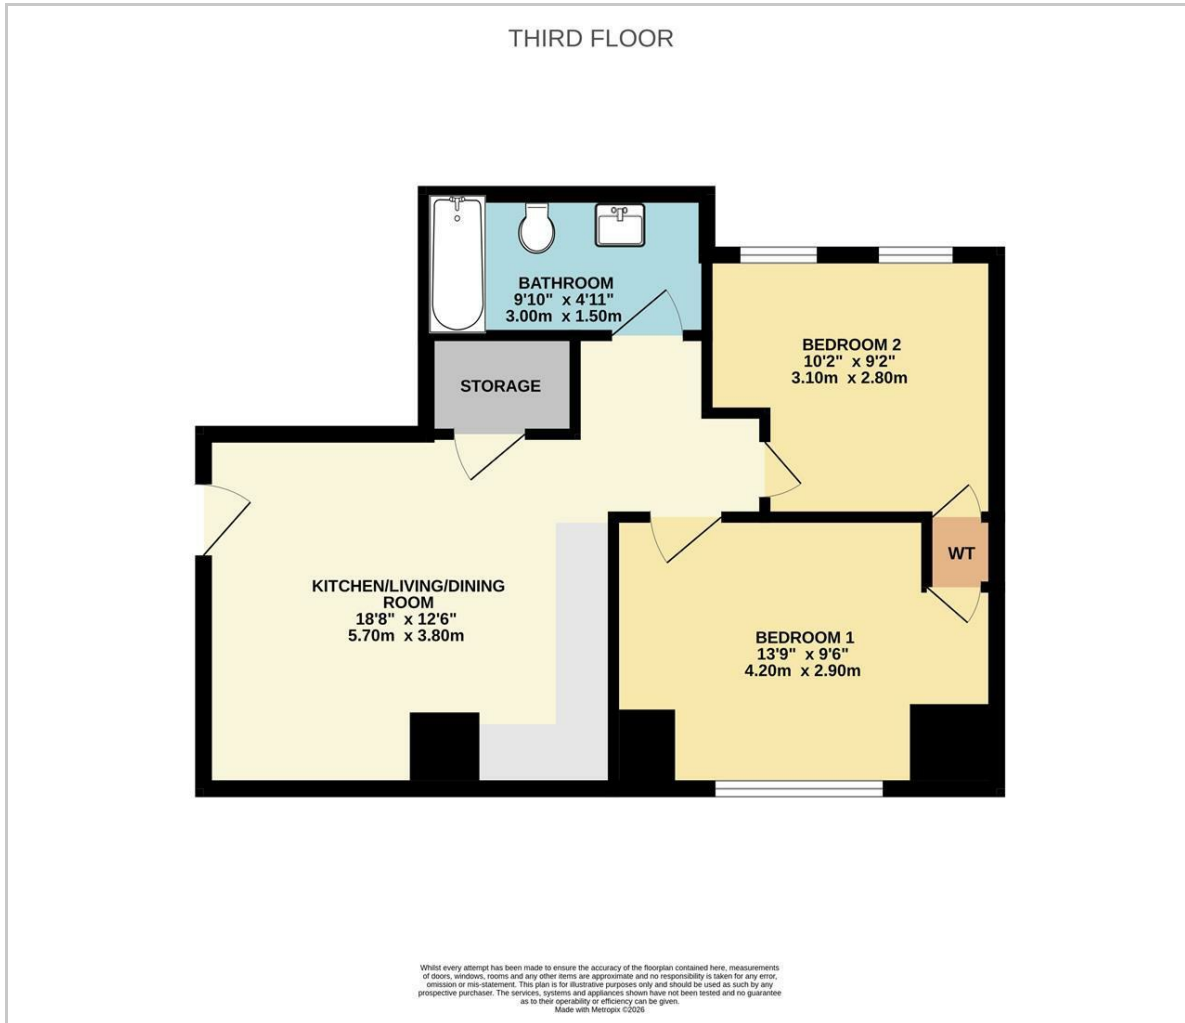 THIRD FLOOR
BATHROOM
9'10" x 4'11"
3.00m x 1.50m
BEDROOM 2
10'2" x 9'2"
3.10m x 2.80m
STORAGE
WT
KITCHEN/LIVING/DINING
ROOM
18'8" x 12'6"
5.70m x 3.80m
BEDROOM 1
13'9" x 9'6"
4.20m x 2.90m
Whilst every attempt has been made to ensure the accuracy of the floorplan contained here, measurements
of doors, windows, rooms and any other items are approximate and no responsibility is taken for any error,
omission or mis-statement. This plan is for illustrative purposes only and should be used as such by any
prospective purchaser. The services, systems and appliances shown have not been tested and no guarantee
as to their operability or efficiency can be given.
Made with Metropix ©2026